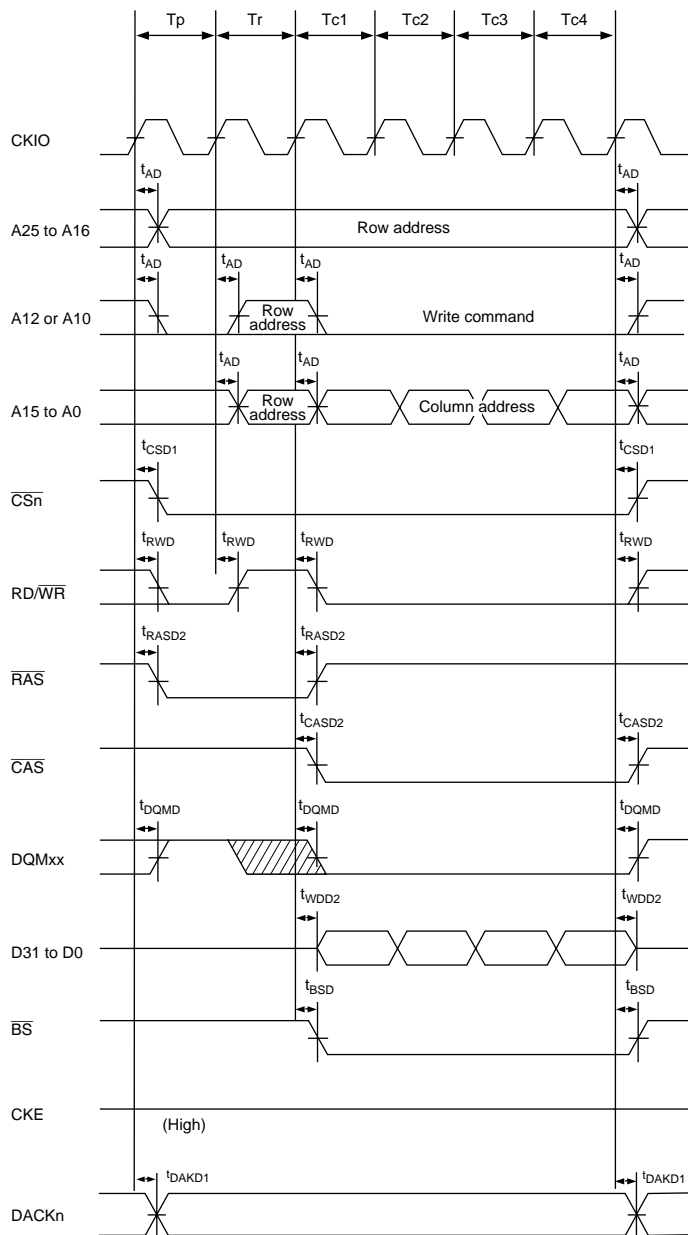 Tp Tr Tc1 Tc2 Tc3 Tc4
CKIO
tAD tAD
A25 to A16 Row address
tAD tAD tAD tAD
A12 or A10 Row address Write command
tAD tAD tAD
A15 to A0 Row address Column address
tCSD1 tCSD1
CSn
tRWD tRWD tRWD tRWD
RD/WR
tRASD2 tRASD2
RAS
tCASD2 tCASD2
CAS
tDQMD tDQMD tDQMD
DQMxx
tWDD2 tWDD2
D31 to D0
tBSD tBSD
BS
CKE
(High)
tDAKD1 tDAKD1
DACKn